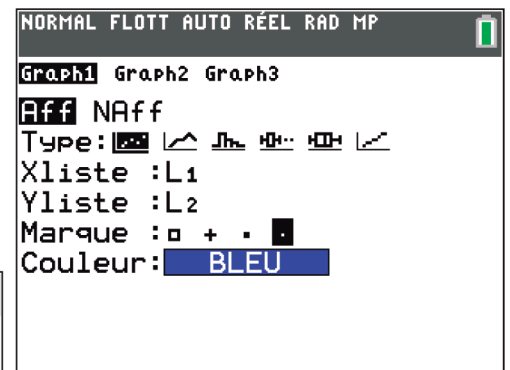 NORMAL FLOTT AUTO RÉEL RAD MP
Graph1 Graph2 Graph3
Aff NAff
Type:
Xliste :L1
Yliste :L2
Marque :▫ + ▪ ·
Couleur: BLEU